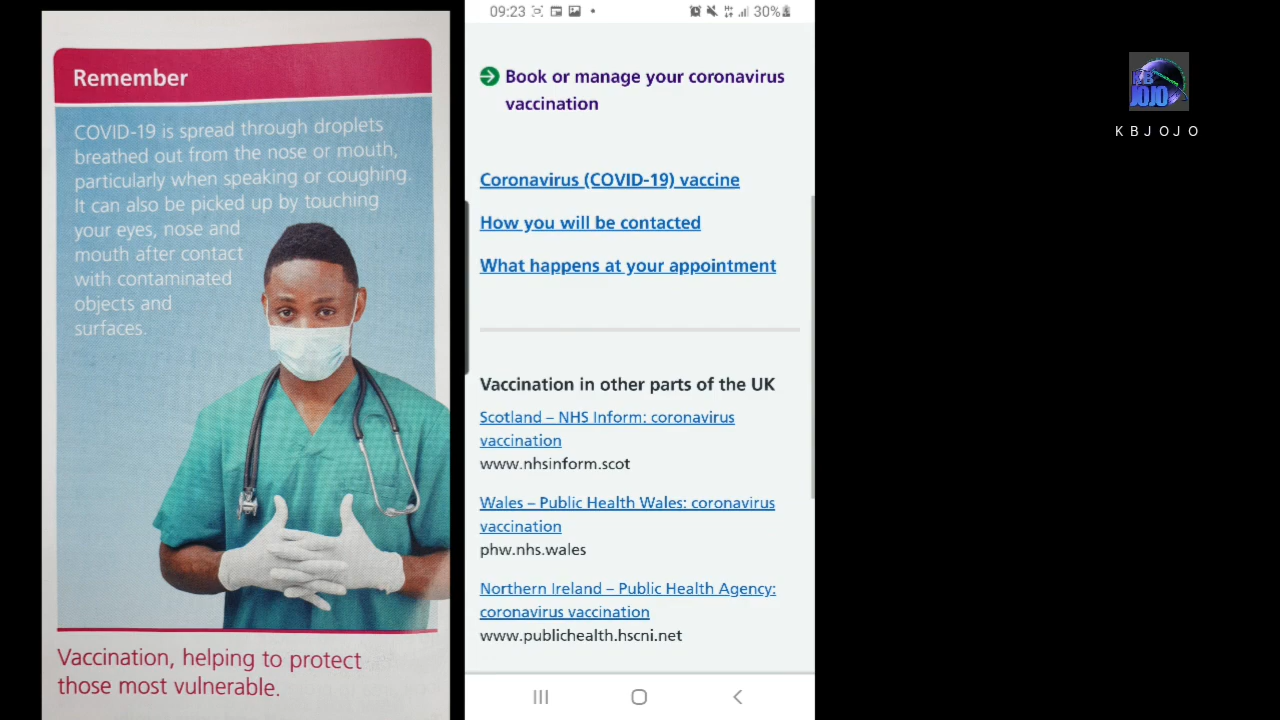 Remember
COVID-19 is spread through droplets
breathed out from the nose or mouth,
particularly when speaking or coughing.
It can also be picked up by touching
your eyes, nose and
mouth after contact
with contaminated
objects and
surfaces.
Vaccination, helping to protect
those most vulnerable.
09:23
30%
Book or manage your coronavirus
vaccination
Coronavirus (COVID-19) vaccine
How you will be contacted
What happens at your appointment
Vaccination in other parts of the UK
Scotland – NHS Inform: coronavirus
vaccination
www.nhsinform.scot
Wales – Public Health Wales: coronavirus
vaccination
phw.nhs.wales
Northern Ireland – Public Health Agency:
coronavirus vaccination
www.publichealth.hscni.net
KB
JOJO
KBJOJO